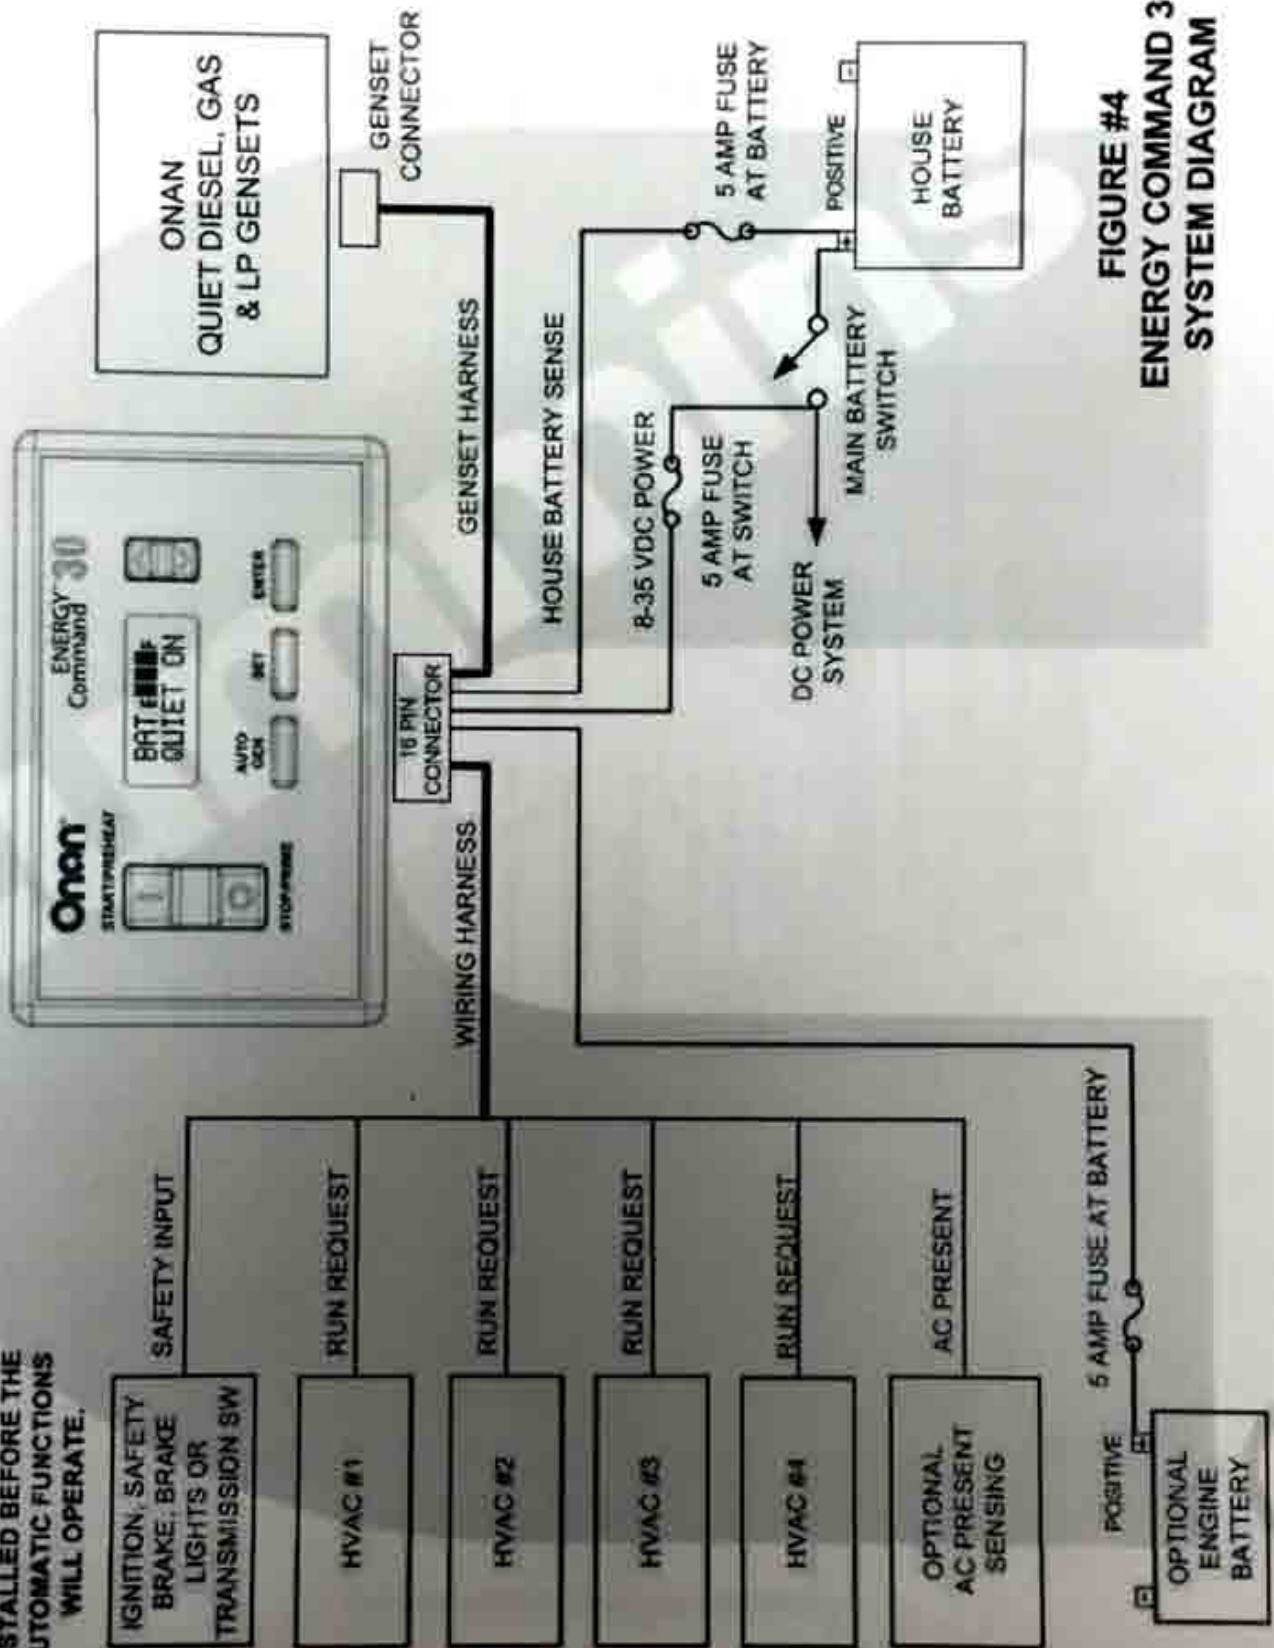 STALLED BEFORE THE
UTOMATIC FUNCTIONS
WILL OPERATE.
IGNITION, SAFETY
BRAKE, BRAKE
LIGHTS OR
TRANSMISSION SW
SAFETY INPUT
HVAC #1
RUN REQUEST
HVAC #2
RUN REQUEST
HVAC #3
RUN REQUEST
HVAC #4
RUN REQUEST
OPTIONAL
AC PRESENT
SENSING
AC PRESENT
OPTIONAL
ENGINE
BATTERY
POSITIVE
- +
5 AMP FUSE AT BATTERY
WIRING HARNESS
Onan
ENERGY
Command 30
START/PREHEAT
STOP/PRIME
BAT E F
QUIET ON
AUTO
GEN
SET
ENTER
16 PIN
CONNECTOR
ONAN
QUIET DIESEL, GAS
& LP GENSETS
GENSET
CONNECTOR
GENSET HARNESS
HOUSE BATTERY SENSE
8-35 VDC POWER
5 AMP FUSE
AT SWITCH
5 AMP FUSE
AT BATTERY
DC POWER
SYSTEM
MAIN BATTERY
SWITCH
POSITIVE
+ -
HOUSE
BATTERY
FIGURE #4
ENERGY COMMAND 3
SYSTEM DIAGRAM